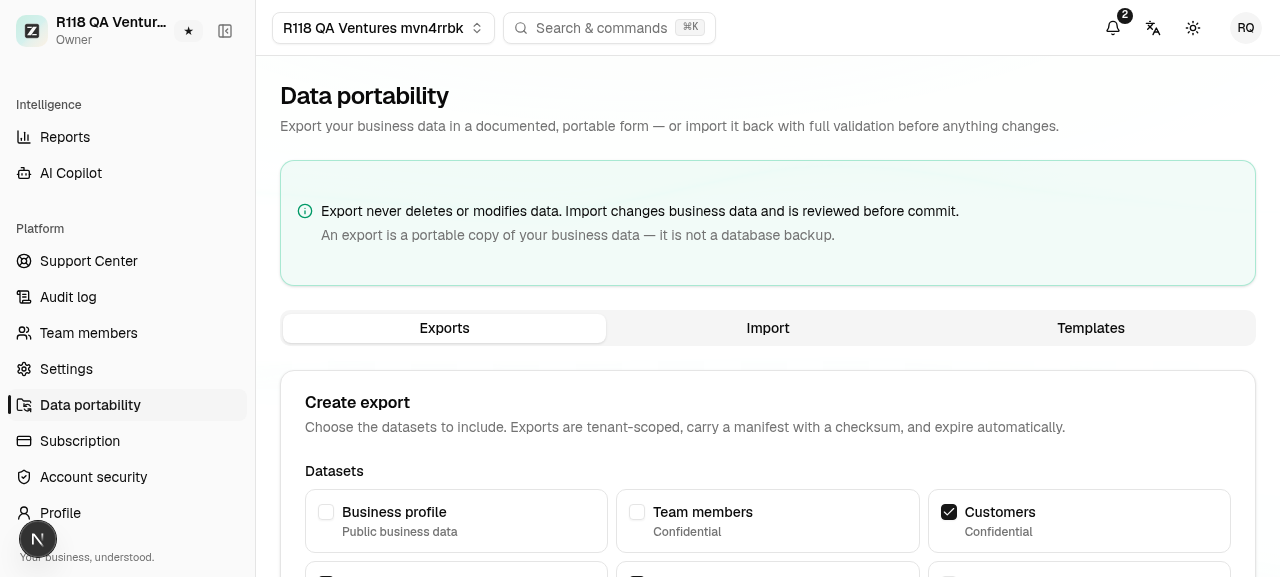 R118 QA Ventur...
Owner
★
R118 QA Ventures mvn4rrbk
Search & commands
⌘K
2
RQ
Intelligence
Reports
AI Copilot
Platform
Support Center
Audit log
Team members
Settings
Data portability
Subscription
Account security
Profile
N
Your business, understood.
Data portability
Export your business data in a documented, portable form — or import it back with full validation before anything changes.
Export never deletes or modifies data. Import changes business data and is reviewed before commit.
An export is a portable copy of your business data — it is not a database backup.
Exports
Import
Templates
Create export
Choose the datasets to include. Exports are tenant-scoped, carry a manifest with a checksum, and expire automatically.
Datasets
Business profile
Public business data
Team members
Confidential
Customers
Confidential